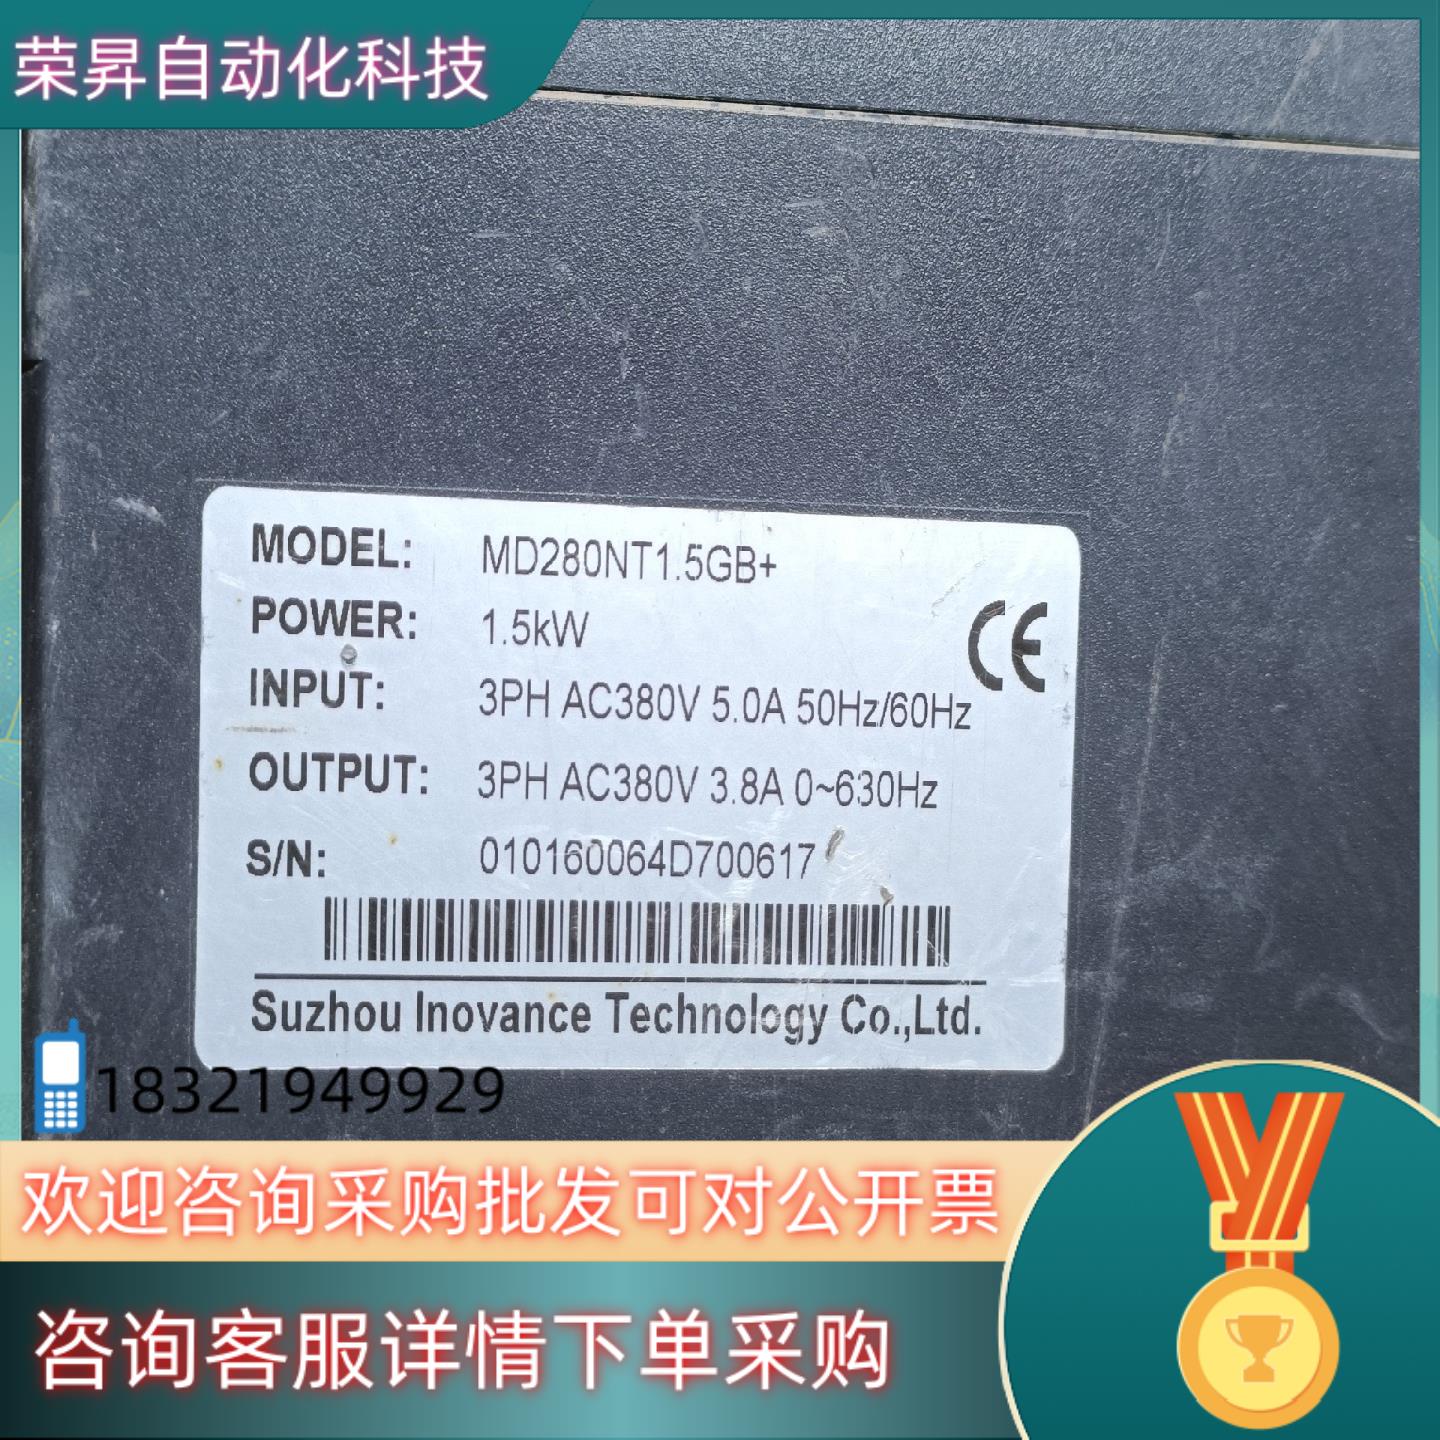 荣昇自动化科技
MODEL: MD280NT1.5GB+
POWER: 1.5kW
INPUT: 3PH AC380V 5.0A 50Hz/60Hz
OUTPUT: 3PH AC380V 3.8A 0~630Hz
S/N: 010160064D700617
CE
Suzhou Inovance Technology Co.,Ltd.
18321949929
欢迎咨询采购批发可对公开票
咨询客服详情下单采购